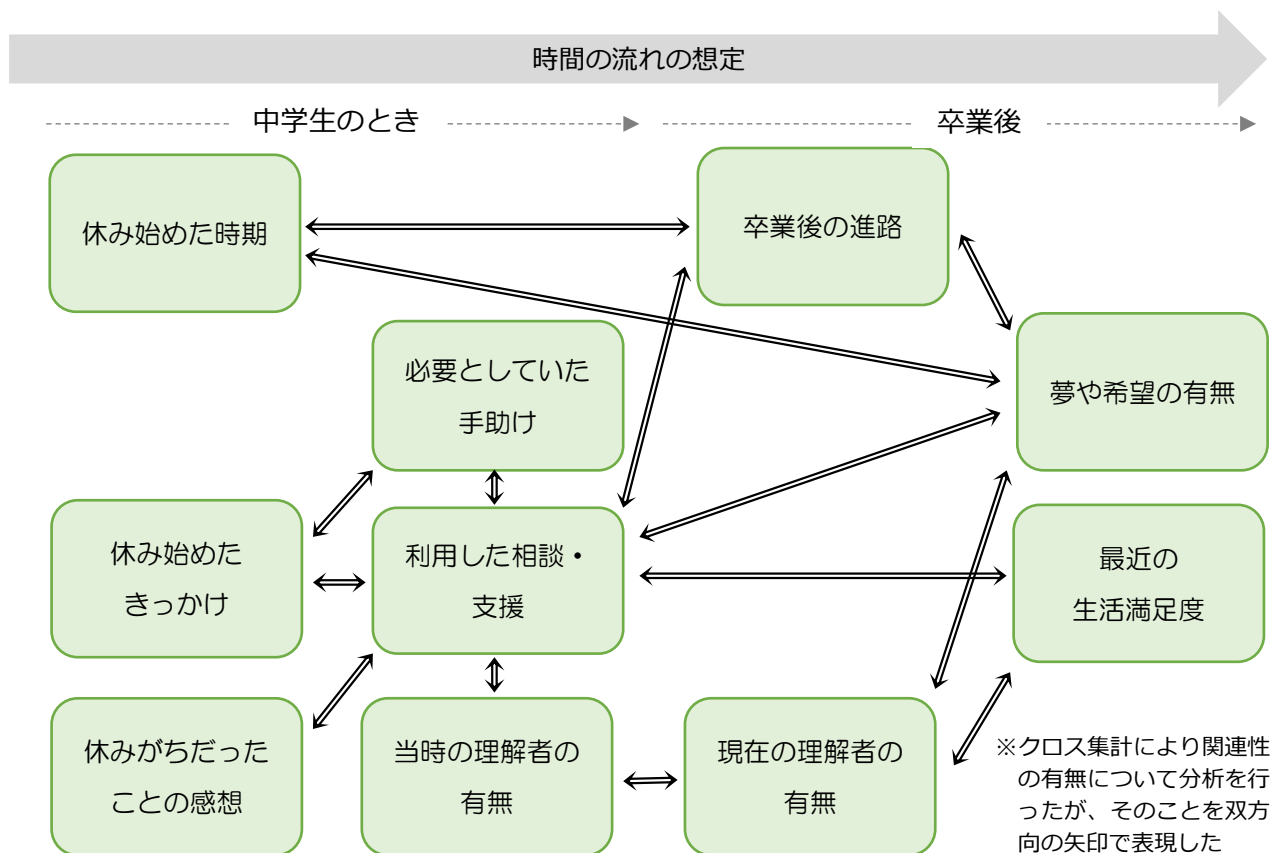 時間の流れの想定
中学生のとき
卒業後
休み始めた時期
卒業後の進路
必要としていた
手助け
夢や希望の有無
休み始めた
きっかけ
利用した相談・
支援
最近の
生活満足度
休みがちだった
ことの感想
当時の理解者の
有無
現在の理解者の
有無
※クロス集計により関連性
の有無について分析を行
ったが、そのことを双方
向の矢印で表現した